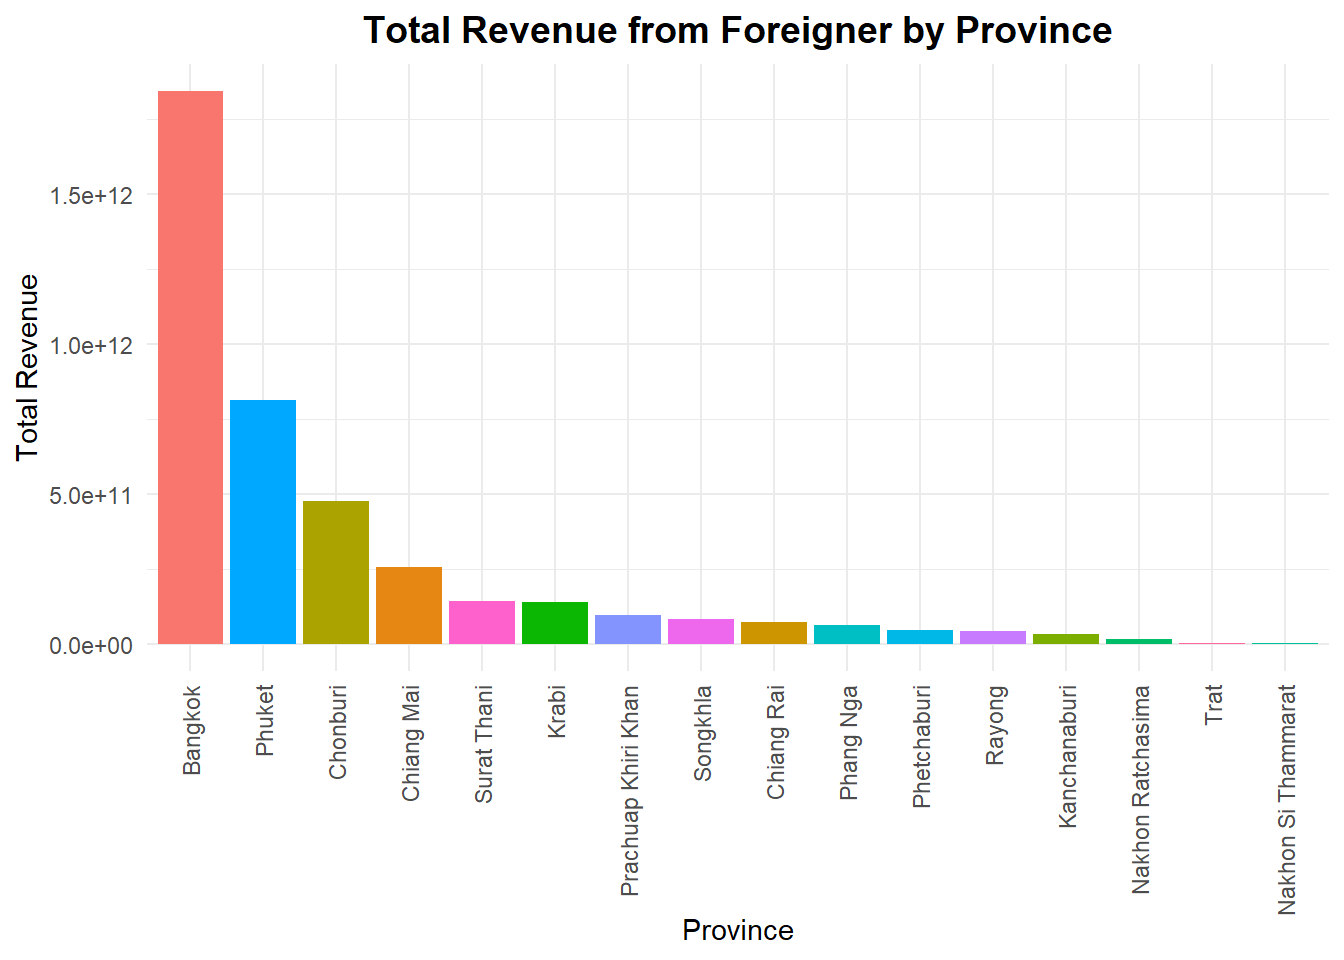 Total Revenue from Foreigner by Province
Total Revenue
1.5e+12
1.0e+12
5.0e+11
0.0e+00
Bangkok
Phuket
Chonburi
Chiang Mai
Surat Thani
Krabi
Prachuap Khiri Khan
Songkhla
Chiang Rai
Phang Nga
Phetchaburi
Rayong
Kanchanaburi
Nakhon Ratchasima
Trat
Nakhon Si Thammarat
Province